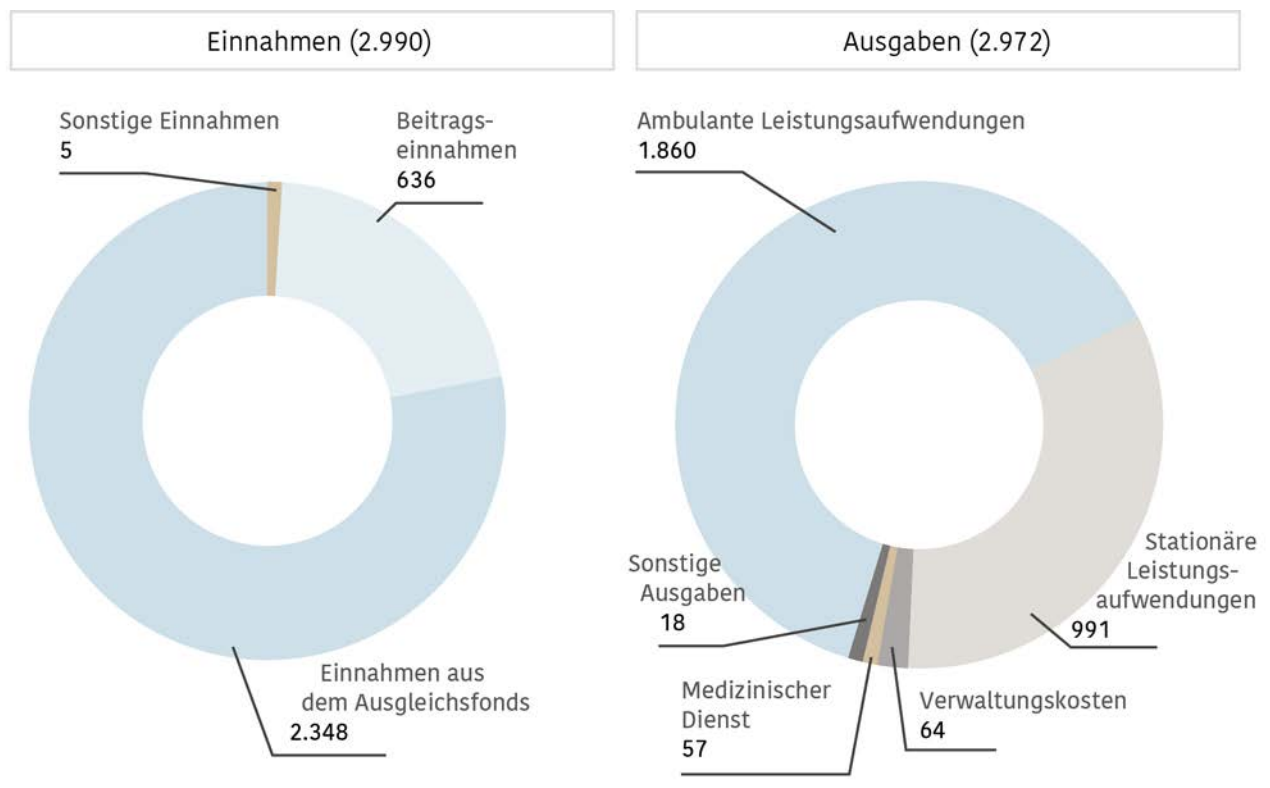 Einnahmen (2.990)
Sonstige Einnahmen
5
Beitrags-
einnahmen
636
Einnahmen aus
dem Ausgleichsfonds
2.348
Ausgaben (2.972)
Ambulante Leistungsaufwendungen
1.860
Stationäre
Leistungs-
aufwendungen
991
Sonstige
Ausgaben
18
Medizinischer
Dienst
57
Verwaltungskosten
64